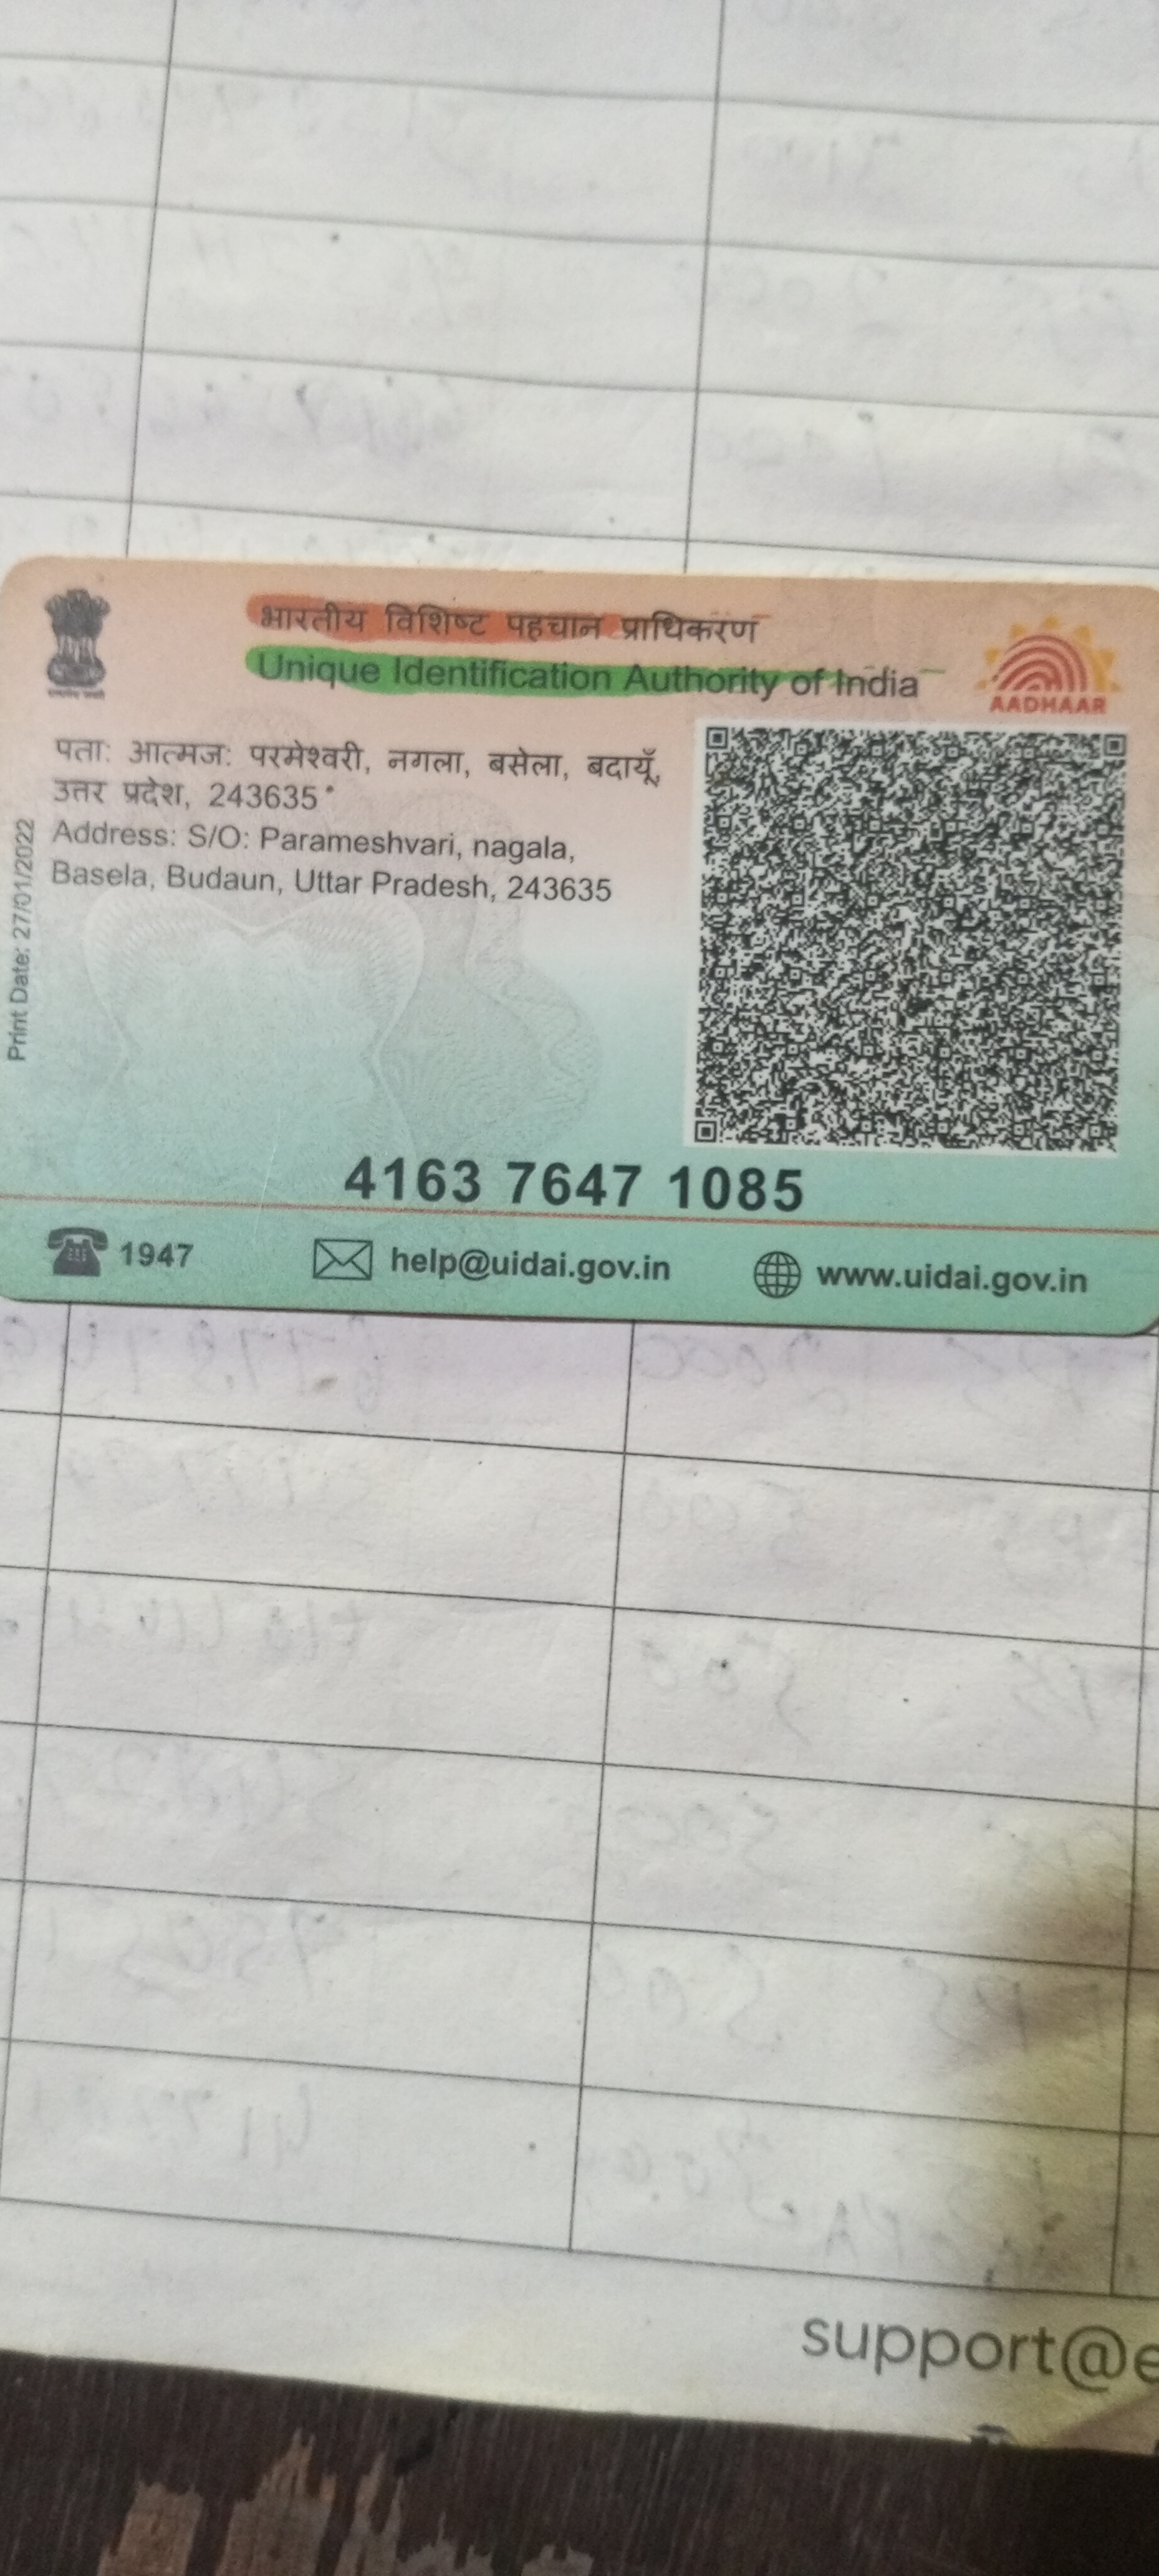 भारतीय विशिष्ट पहचान प्राधिकरण
Unique Identification Authority of India
AADHAAR
पता: आत्मज: परमेश्वरी, नगला, बसेला, बदायूँ,
उत्तर प्रदेश, 243635
Address: S/O: Parameshvari, nagala,
Basela, Budaun, Uttar Pradesh, 243635
Print Date: 27/01/2022
4163 7647 1085
1947
help@uidai.gov.in
www.uidai.gov.in
support@e